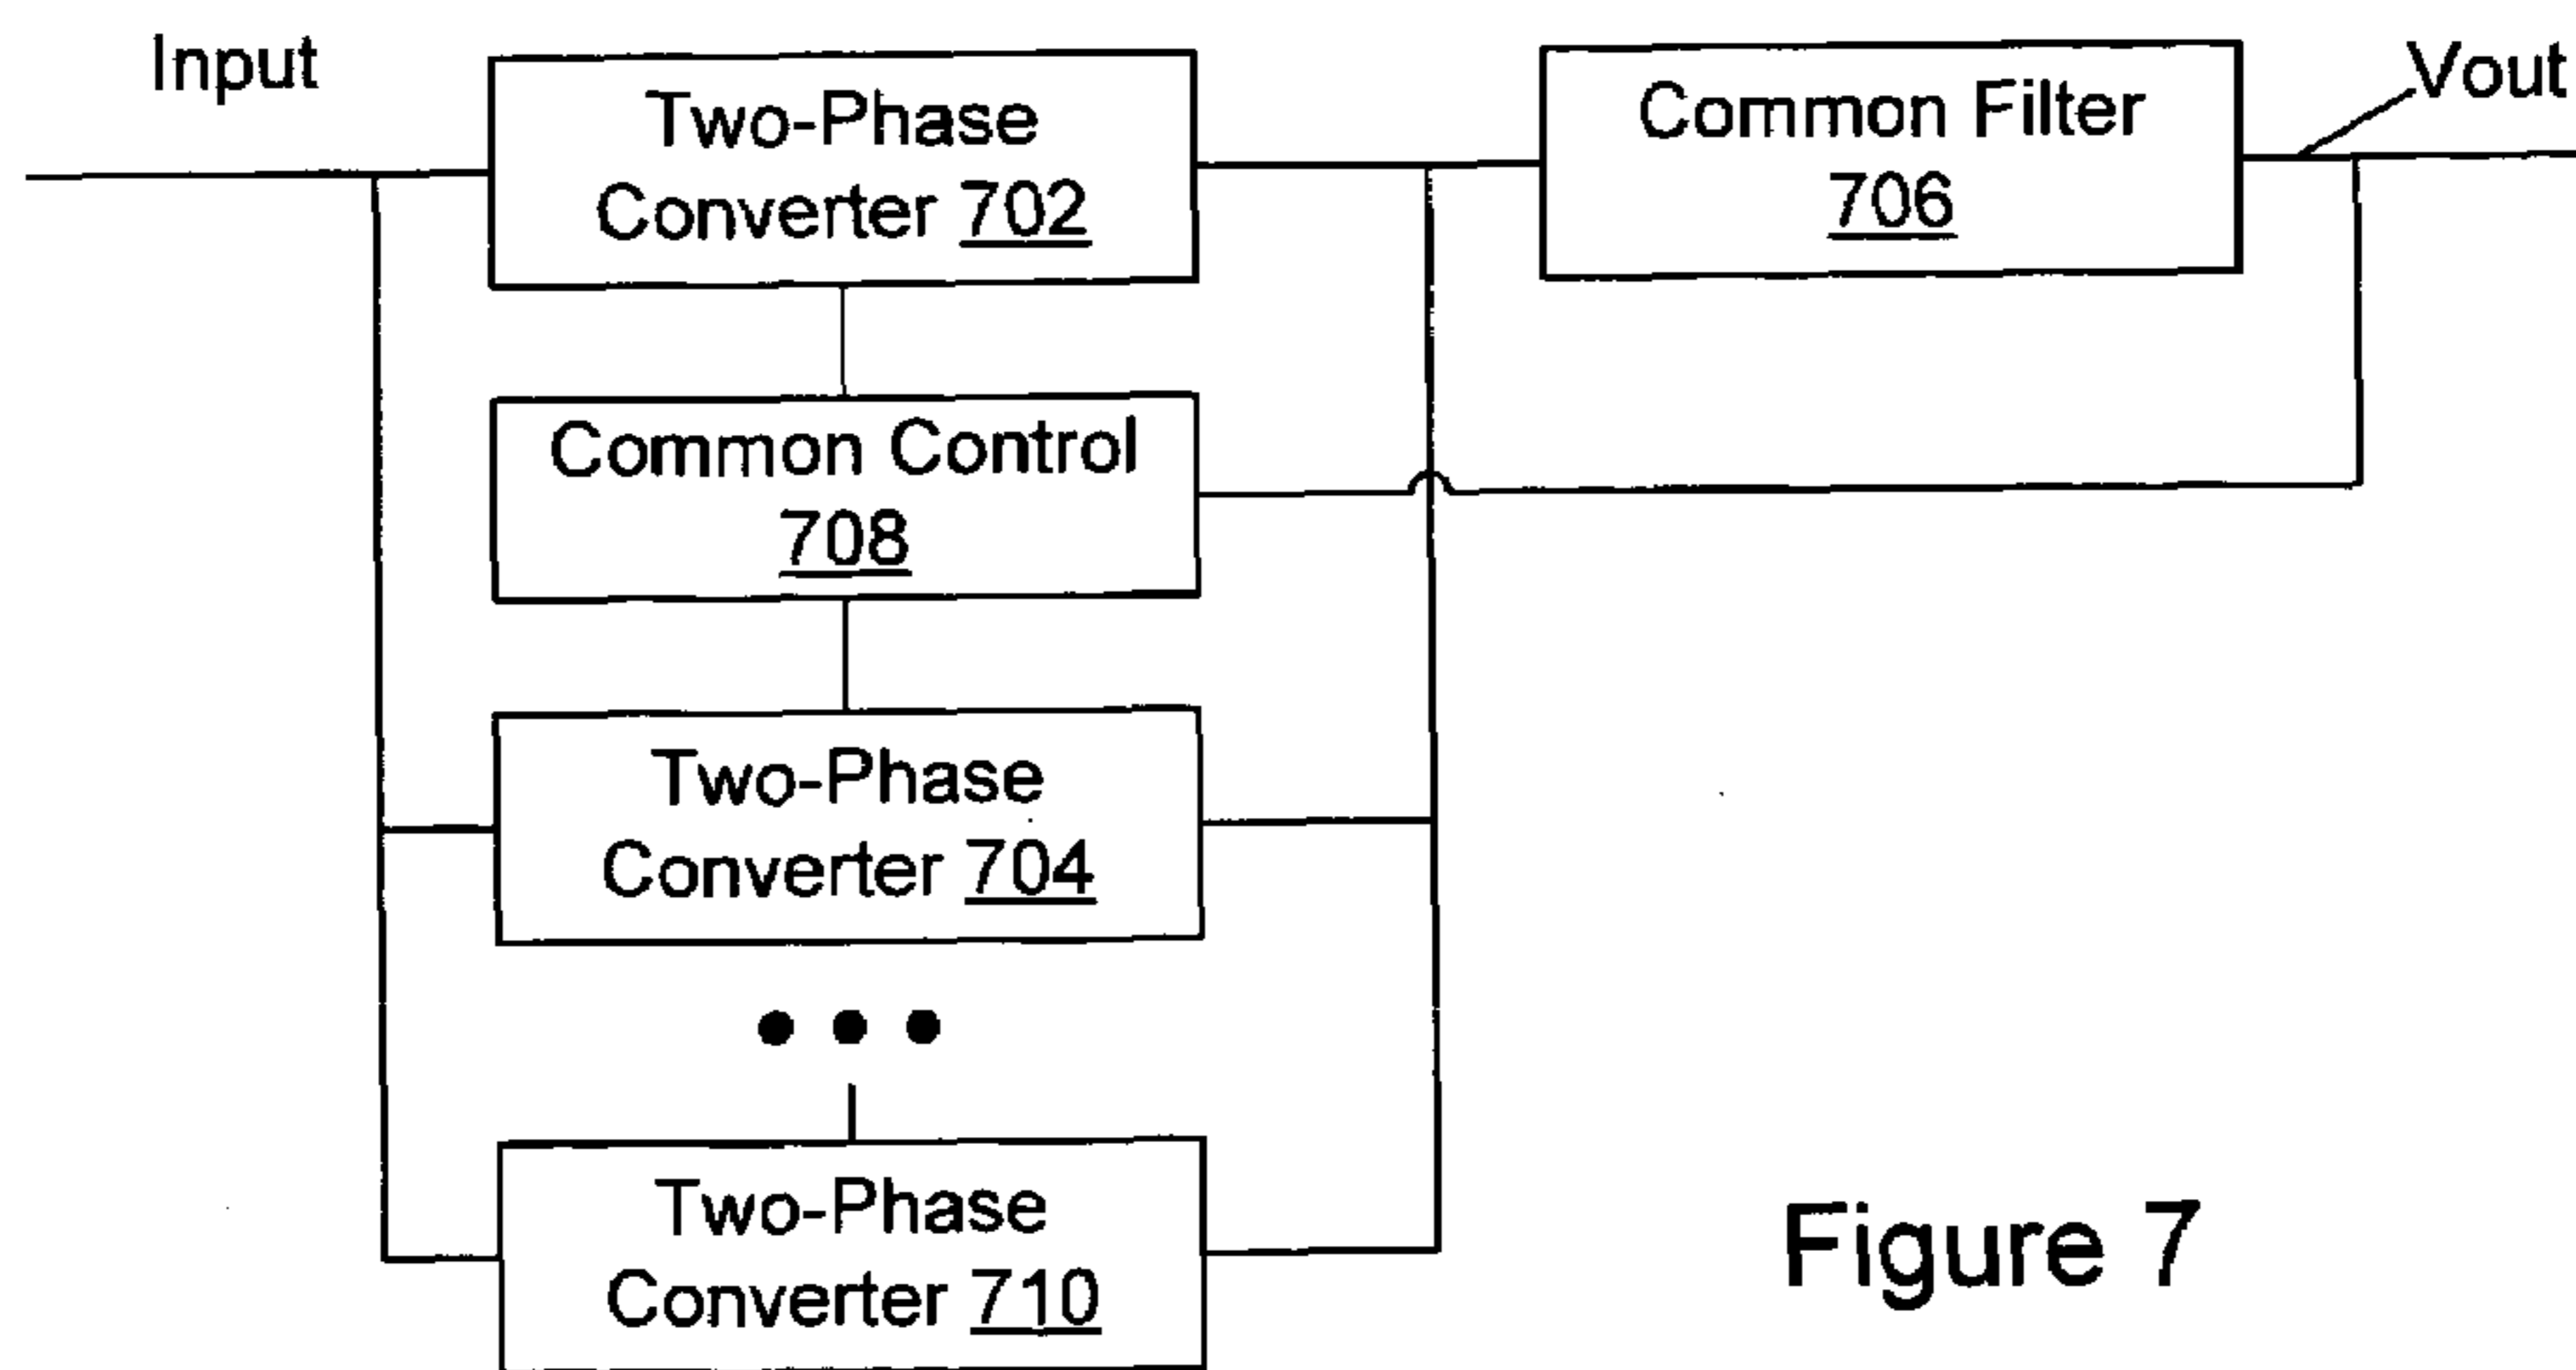 Input
Two-Phase
Converter 702
Common Filter
706
Vout
Common Control
708
Two-Phase
Converter 704
Two-Phase
Converter 710
Figure 7